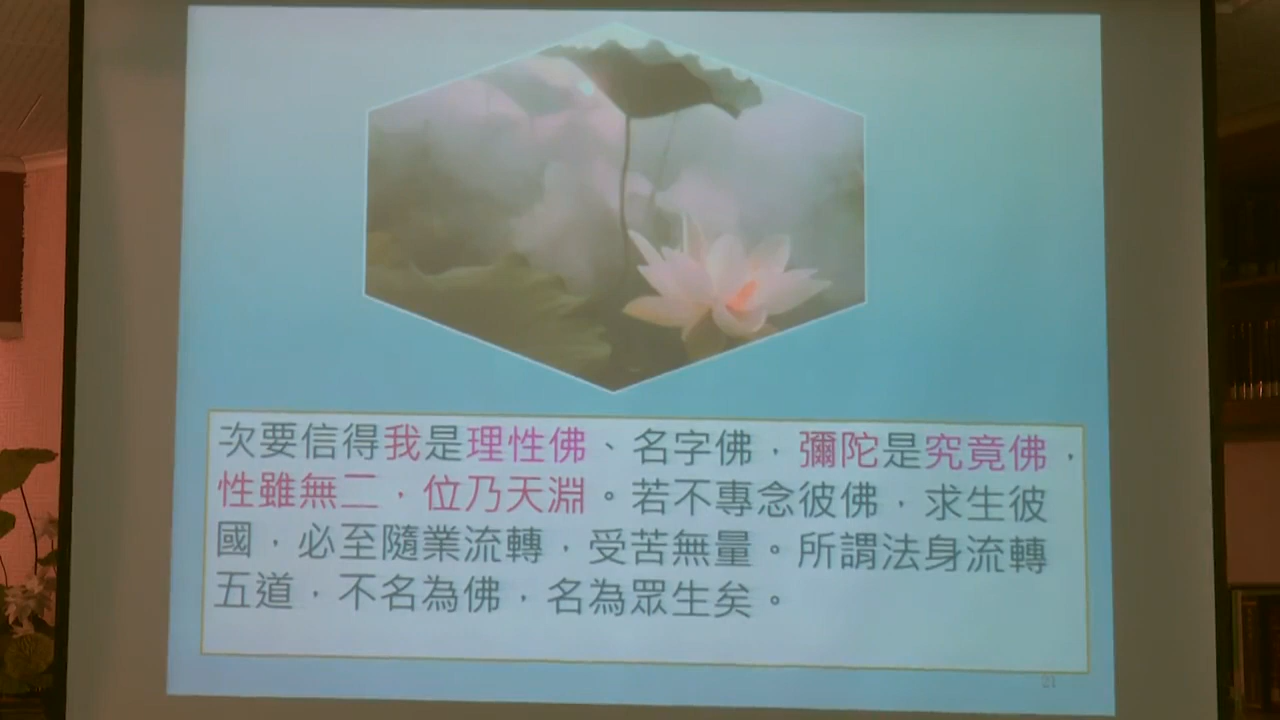 次要信得我是理性佛、名字佛，彌陀是究竟佛，
性雖無二，位乃天淵。若不專念彼佛，求生彼
國，必至隨業流轉，受苦無量。所謂法身流轉
五道，不名為佛，名為眾生矣。
21